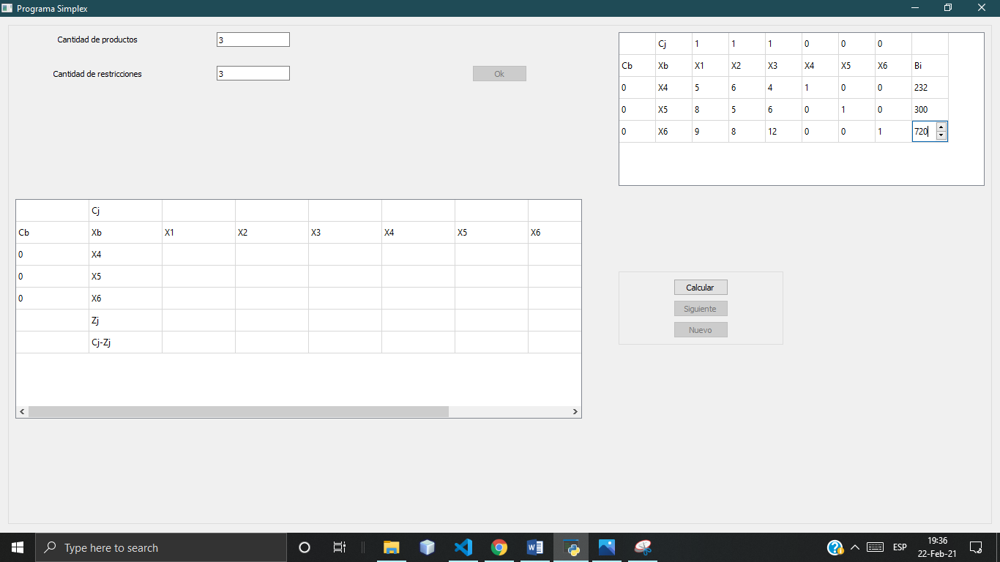 Programa Simplex
Cantidad de productos 3
Cantidad de restricciones 3 Ok
Cj 1 1 1 0 0 0
Cb Xb X1 X2 X3 X4 X5 X6 Bi
0 X4 5 6 4 1 0 0 232
0 X5 8 5 6 0 1 0 300
0 X6 9 8 12 0 0 1 720
Cj
Cb Xb X1 X2 X3 X4 X5 X6
0 X4
0 X5
0 X6
Zj
Cj-Zj
Calcular
Siguiente
Nuevo
Type here to search
ESP
19:36
22-Feb-21